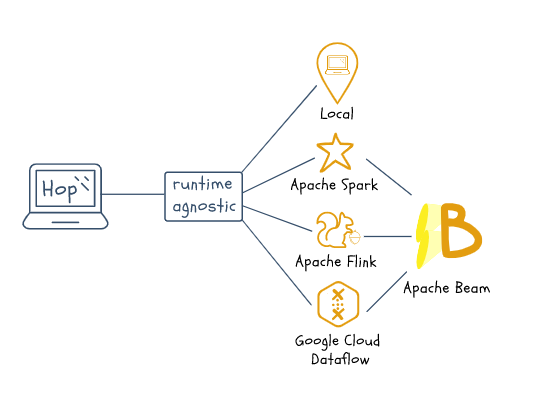 Hop
runtime
agnostic
Local
Apache Spark
Apache Flink
Google Cloud
Dataflow
B
Apache Beam